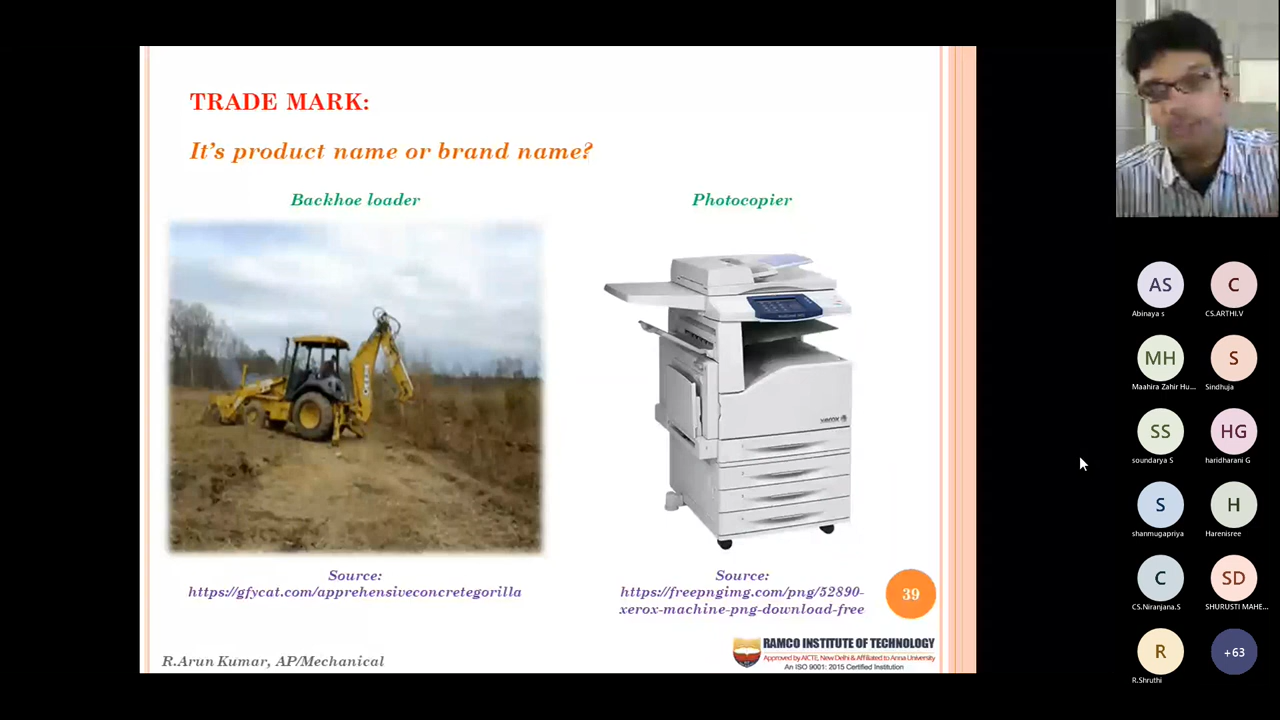 TRADE MARK:
It's product name or brand name?
Backhoe loader
Photocopier
DEERE
xerox
Source:
https://gfycat.com/apprehensiveconcretegorilla
Source:
https://freepngimg.com/png/52890-
xerox-machine-png-download-free
39
R.Arun Kumar, AP/Mechanical
RAMCO INSTITUTE OF TECHNOLOGY
Approved by AICTE, New Delhi & Affiliated to Anna University
An ISO 9001: 2015 Certified Institution
AS
Abinaya s
C
CS.ARTHI.V
MH
Maahira Zahir Hu...
S
Sindhuja
SS
soundarya S
HG
haridharani G
S
shanmugapriya
H
Harenisree
C
CS.Niranjana.S
SD
SHURUSTI MAHE...
R
R.Shruthi
+63